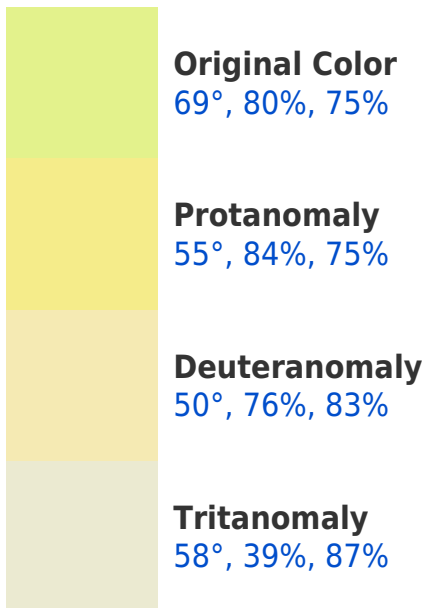 Original Color
69°, 80%, 75%
Protanomaly
55°, 84%, 75%
Deuteranomaly
50°, 76%, 83%
Tritanomaly
58°, 39%, 87%